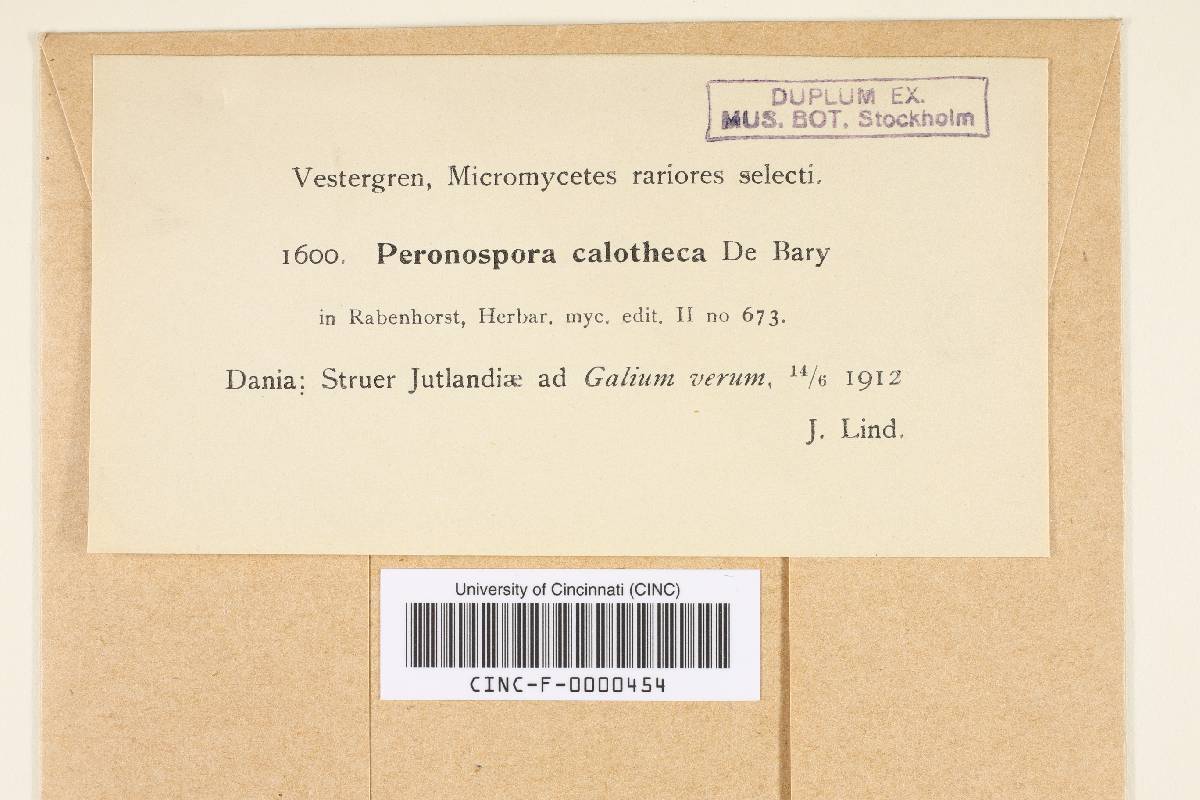 DUPLUM EX.
MUS. BOT. Stockholm
Vestergren, Micromycetes rariores selecti.
1600. Peronospora calotheca De Bary
in Rabenhorst, Herbar. myc. edit. II no 673.
Dania: Struer Jutlandiæ ad Galium verum, 14/6 1912
J. Lind.
University of Cincinnati (CINC)
CINC-F-0000454